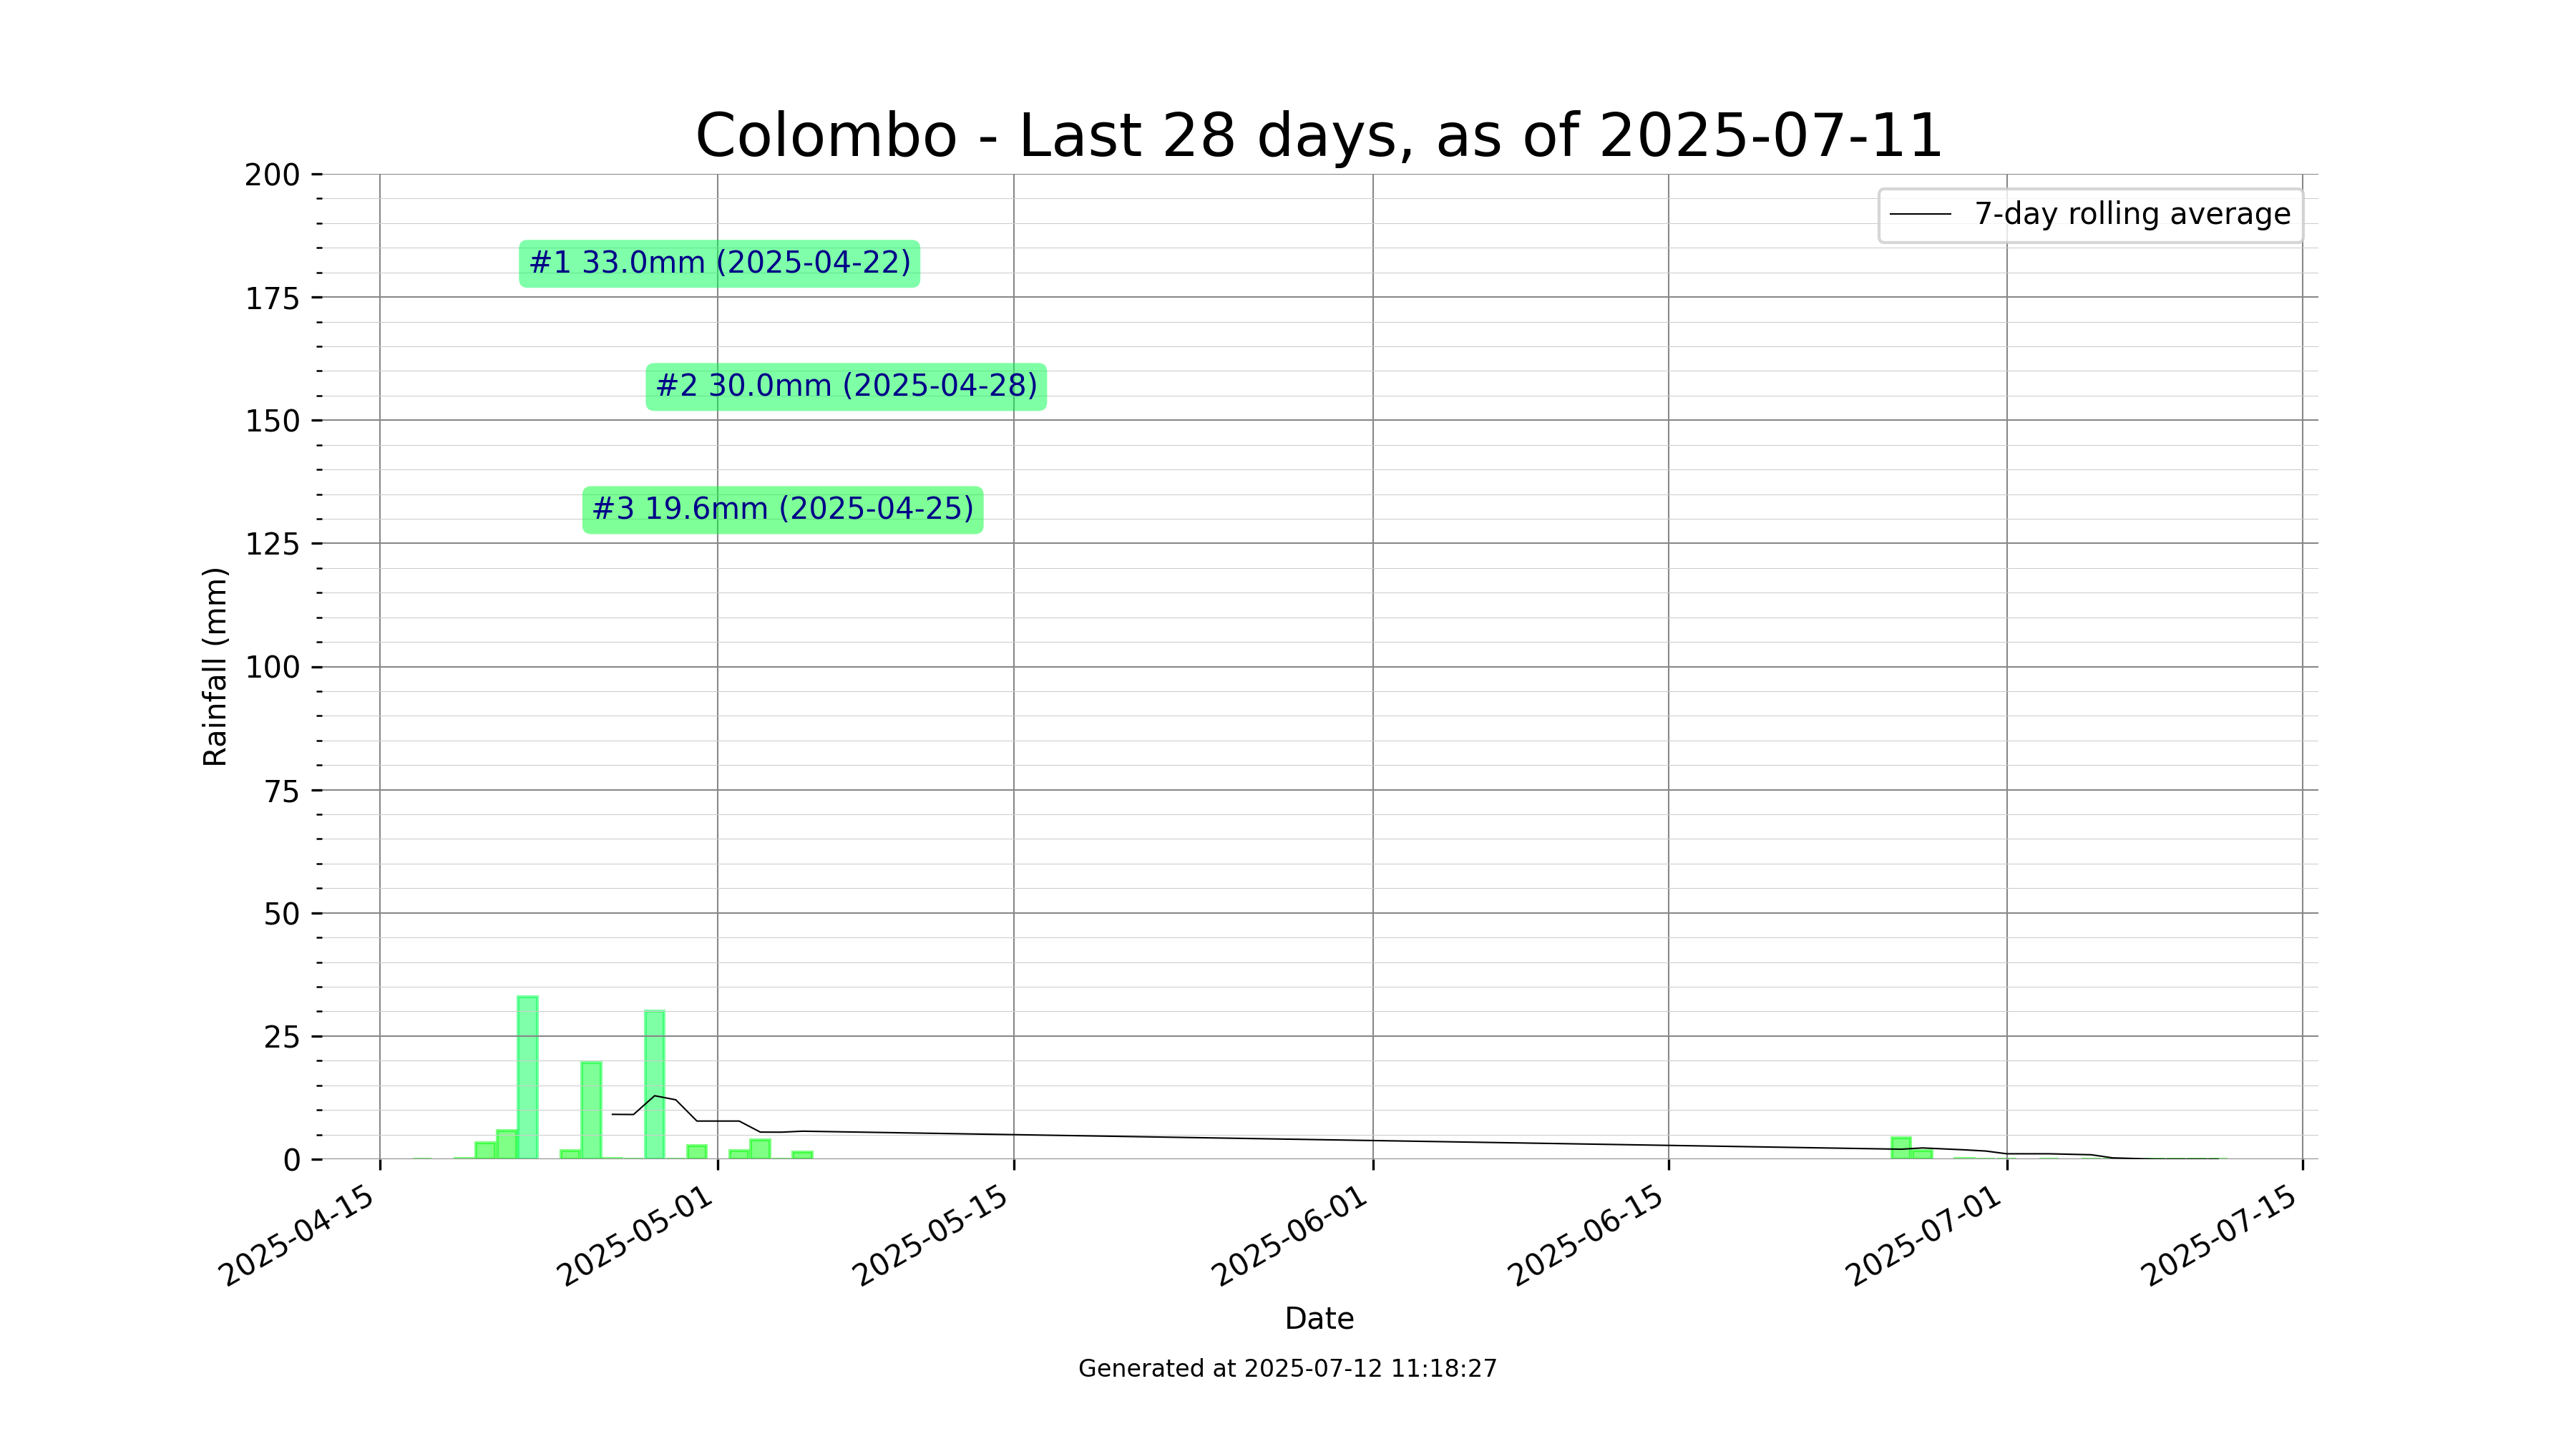 Colombo - Last 28 days, as of 2025-07-11
7-day rolling average
#1 33.0mm (2025-04-22)
#2 30.0mm (2025-04-28)
#3 19.6mm (2025-04-25)
Rainfall (mm)
200
175
150
125
100
75
50
25
0
2025-04-15
2025-05-01
2025-05-15
2025-06-01
2025-06-15
2025-07-01
2025-07-15
Date
Generated at 2025-07-12 11:18:27